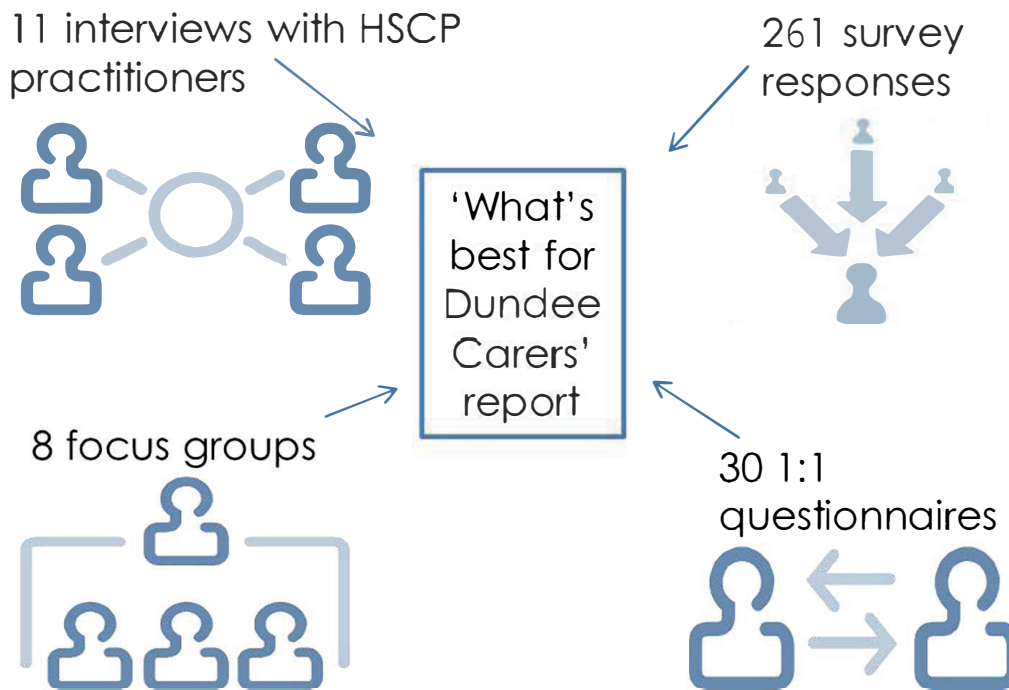 11 interviews with HSCP
practitioners
261 survey
responses
‘What's
best for
Dundee
Carers’
report
8 focus groups
30 1:1
questionnaires